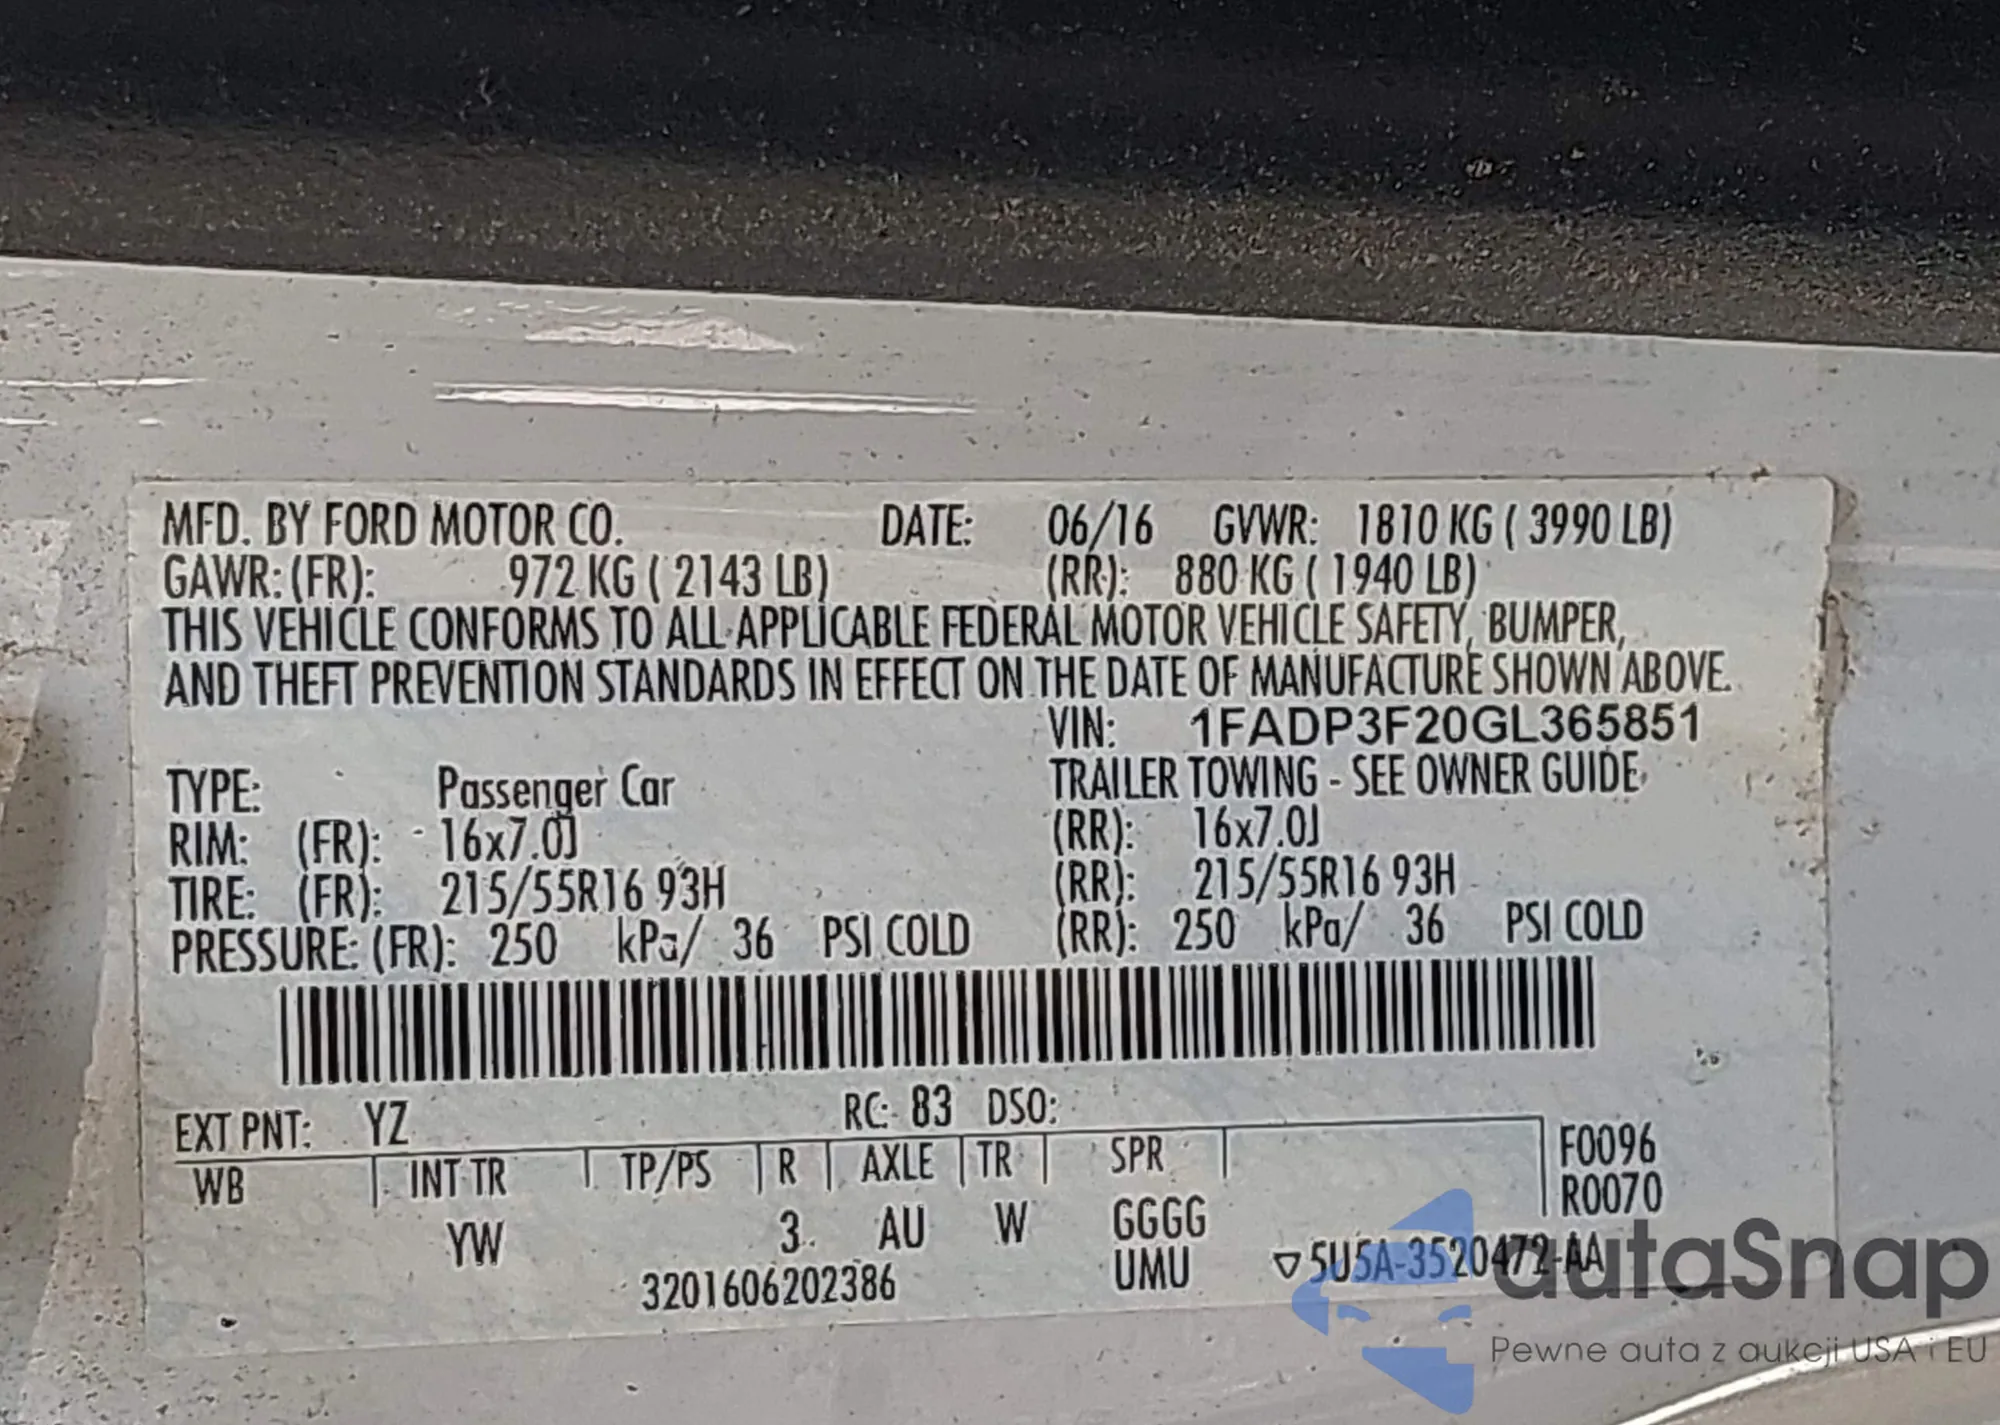 MFD. BY FORD MOTOR CO. DATE: 06/16 GVWR: 1810 KG ( 3990 LB)
GAWR: (FR): 972 KG ( 2143 LB) (RR): 880 KG ( 1940 LB)
THIS VEHICLE CONFORMS TO ALL APPLICABLE FEDERAL MOTOR VEHICLE SAFETY, BUMPER,
AND THEFT PREVENTION STANDARDS IN EFFECT ON THE DATE OF MANUFACTURE SHOWN ABOVE.
VIN: 1FADP3F20GL365851
TYPE: Passenger Car TRAILER TOWING - SEE OWNER GUIDE
RIM: (FR): 16x7.0J (RR): 16x7.0J
TIRE: (FR): 215/55R16 93H (RR): 215/55R16 93H
PRESSURE: (FR): 250 kPa/ 36 PSI COLD (RR): 250 kPa/ 36 PSI COLD
EXT PNT: YZ RC: 83 DSO:
WB INT TR TP/PS R AXLE TR SPR F0096
R0070
YW 3 AU W GGGG
3201606202386 UMU ▽5U5A-3520472-AA
autaSnap
Pewne auta z aukcji USA i EU